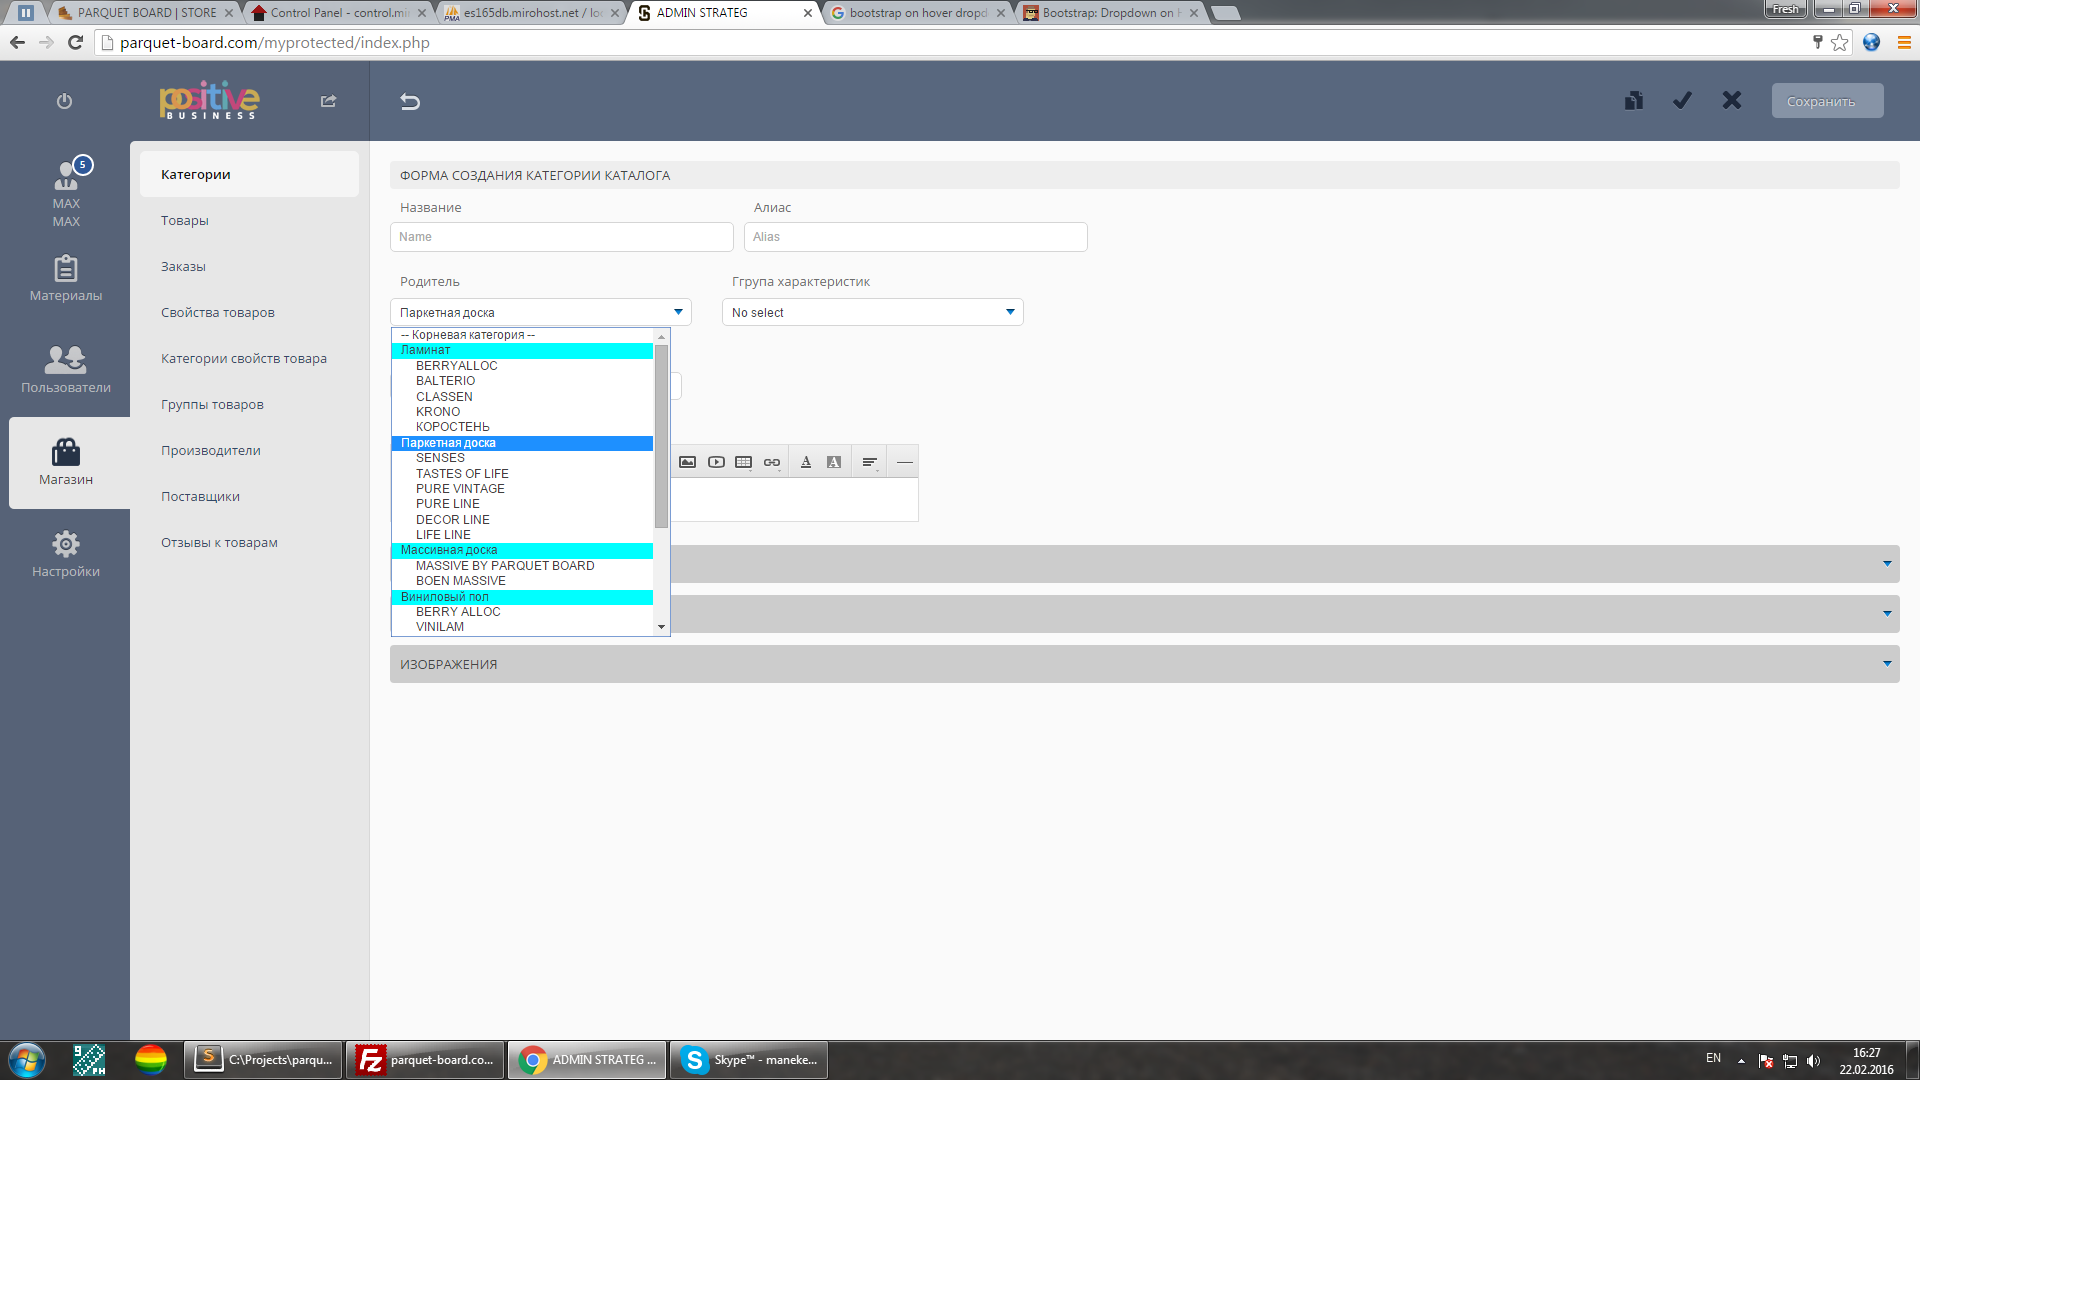 PARQUET BOARD | STORE
Control Panel - control.mi
es165db.mirohost.net / lo
ADMIN STRATEG
bootstrap on hover dropd
Bootstrap: Dropdown on H
Fresh
parquet-board.com/myprotected/index.php
positive
BUSINESS
Сохранить
5
MAX
MAX
Материалы
Пользователи
Магазин
Настройки
Категории
Товары
Заказы
Свойства товаров
Категории свойств товара
Группы товаров
Производители
Поставщики
Отзывы к товарам
ФОРМА СОЗДАНИЯ КАТЕГОРИИ КАТАЛОГА
Название
Алиас
Name
Alias
Родитель
Ггрупа характеристик
Паркетная доска
No select
-- Корневая категория --
Ламинат
BERRYALLOC
BALTERIO
CLASSEN
KRONO
КОРОСТЕНЬ
Паркетная доска
SENSES
TASTES OF LIFE
PURE VINTAGE
PURE LINE
DECOR LINE
LIFE LINE
Массивная доска
MASSIVE BY PARQUET BOARD
BOEN MASSIVE
Виниловый пол
BERRY ALLOC
VINILAM
ИЗОБРАЖЕНИЯ
C:\Projects\parqu...
parquet-board.co...
ADMIN STRATEG ...
Skype™ - maneke...
EN
16:27
22.02.2016